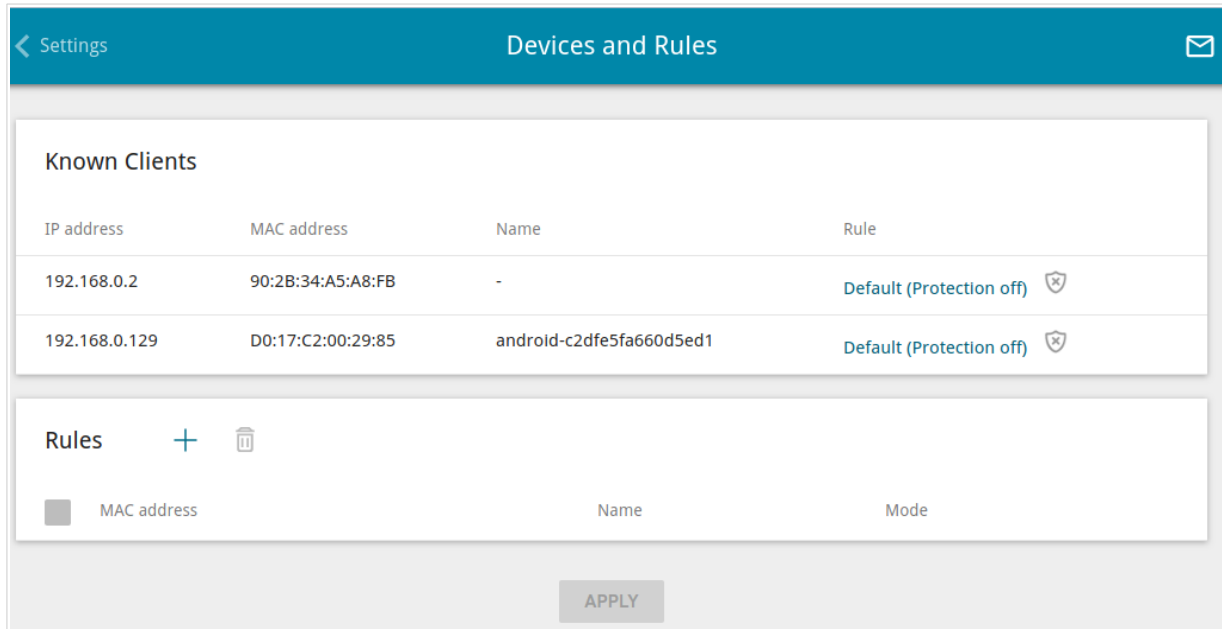 Settings Devices and Rules
Known Clients
IP address MAC address Name Rule
192.168.0.2 90:2B:34:A5:A8:FB - Default (Protection off)
192.168.0.129 D0:17:C2:00:29:85 android-c2dfe5fa660d5ed1 Default (Protection off)
Rules
MAC address Name Mode
APPLY